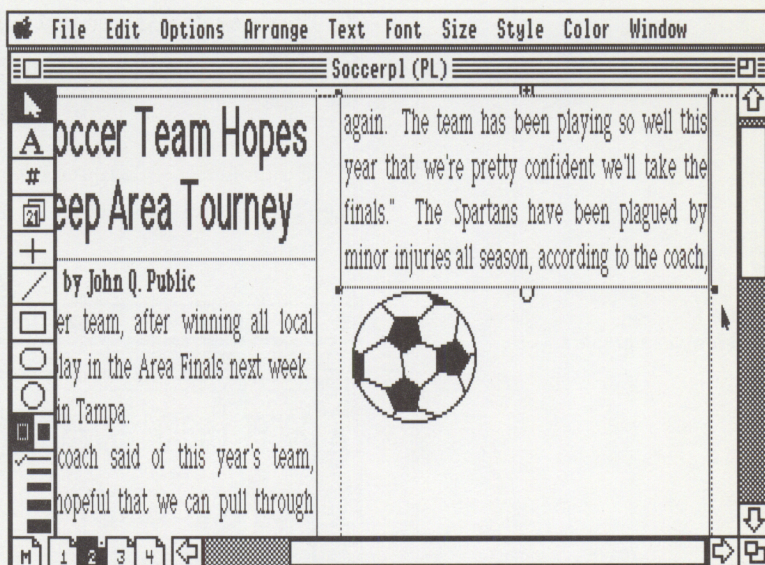 File Edit Options Arrange Text Font Size Style Color Window
Soccerpl (PL)
A
#
21
occer Team Hopes
eep Area Tourney
by John Q. Public
er team, after winning all local
lay in the Area Finals next week
in Tampa.
coach said of this year's team,
hopeful that we can pull through
again. The team has been playing so well this
year that we're pretty confident we'll take the
finals." The Spartans have been plagued by
minor injuries all season, according to the coach,
M 1 2 3 4